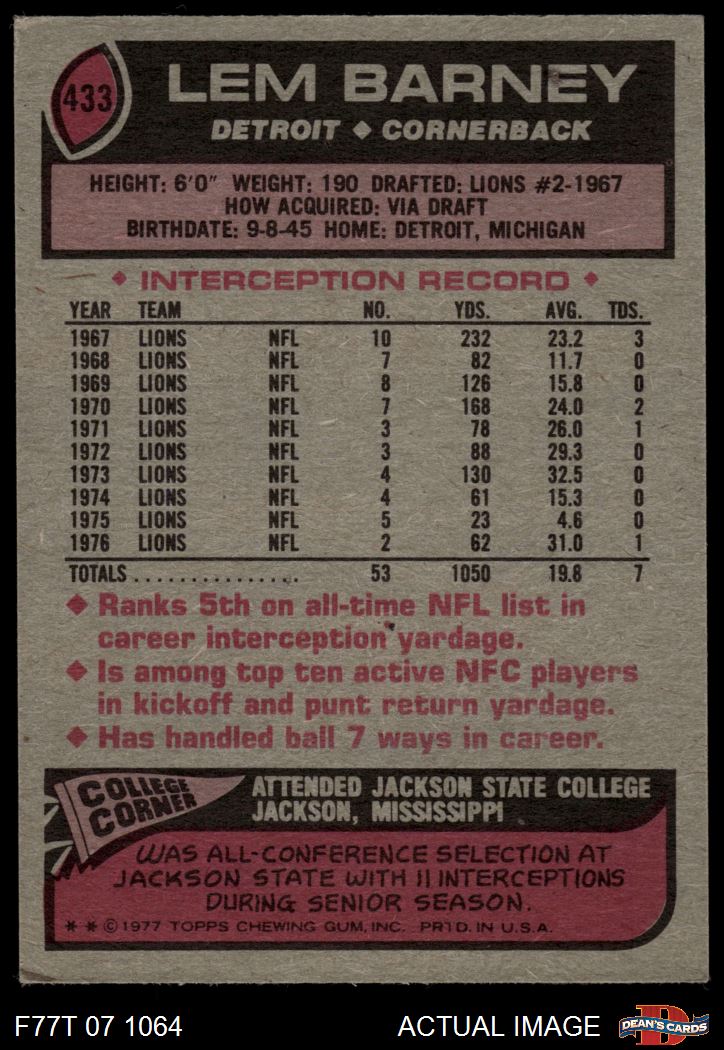 433
LEM BARNEY
DETROIT ◆ CORNERBACK
HEIGHT: 6'0" WEIGHT: 190 DRAFTED: LIONS #2-1967
HOW ACQUIRED: VIA DRAFT
BIRTHDATE: 9-8-45 HOME: DETROIT, MICHIGAN
◆ INTERCEPTION RECORD ◆
YEAR TEAM NO. YDS. AVG. TDS.
1967 LIONS NFL 10 232 23.2 3
1968 LIONS NFL 7 82 11.7 0
1969 LIONS NFL 8 126 15.8 0
1970 LIONS NFL 7 168 24.0 2
1971 LIONS NFL 3 78 26.0 1
1972 LIONS NFL 3 88 29.3 0
1973 LIONS NFL 4 130 32.5 0
1974 LIONS NFL 4 61 15.3 0
1975 LIONS NFL 5 23 4.6 0
1976 LIONS NFL 2 62 31.0 1
TOTALS ............... 53 1050 19.8 7
◆ Ranks 5th on all-time NFL list in
career interception yardage.
◆ Is among top ten active NFC players
in kickoff and punt return yardage.
◆ Has handled ball 7 ways in career.
COLLEGE
CORNER
ATTENDED JACKSON STATE COLLEGE
JACKSON, MISSISSIPPI
WAS ALL-CONFERENCE SELECTION AT
JACKSON STATE WITH 11 INTERCEPTIONS
DURING SENIOR SEASON.
* * © 1977 TOPPS CHEWING GUM, INC. PRTD. IN U.S.A.
F77T 07 1064
ACTUAL IMAGE
D
DEAN'S CARDS